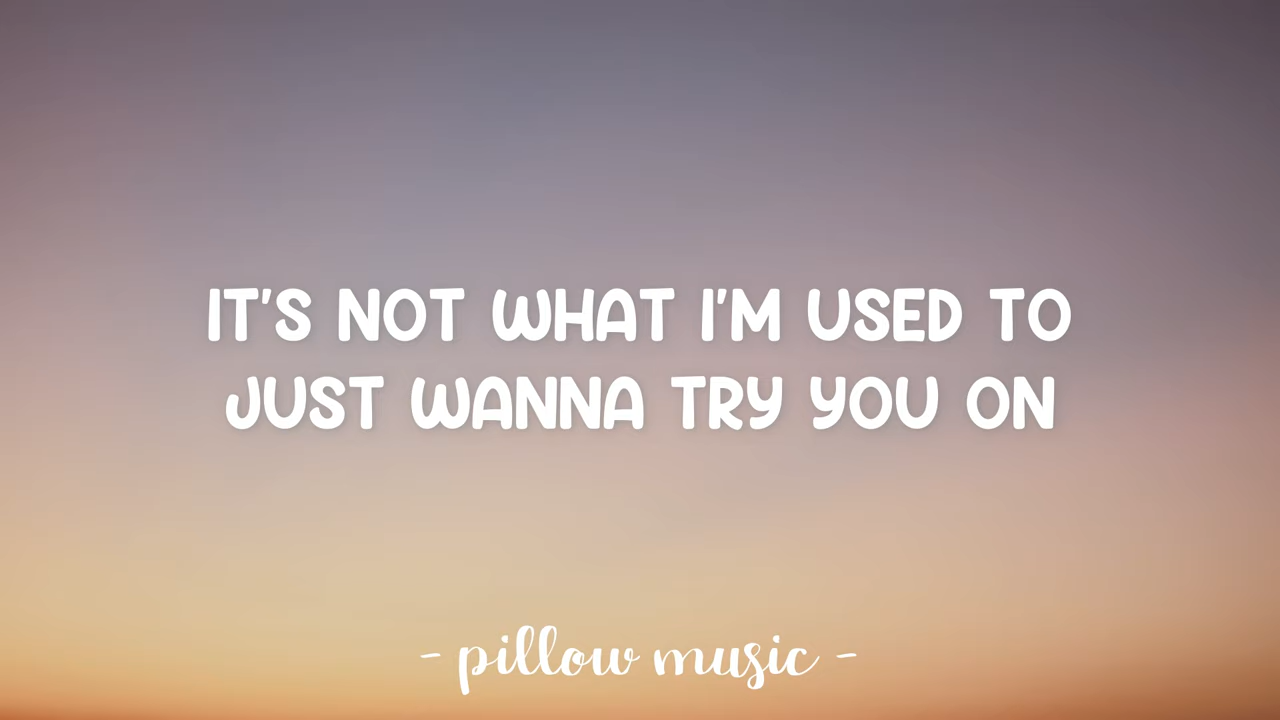 IT'S NOT WHAT I'M USED TO
JUST WANNA TRY YOU ON
- pillow music -